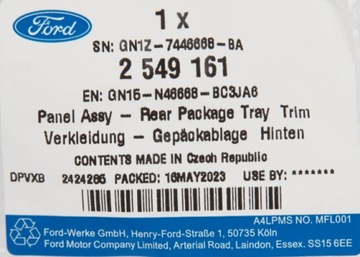 Ford
1 x
SN: GN1Z-7446668-BA
2 549 161
EN: GN15-N46668-BC3JA6
Panel Assy - Rear Package Tray Trim
Verkleidung - Gepäckablage Hinten
CONTENTS MADE IN Czech Republic
DPVXB 2424265 PACKED: 16MAY2023 USE BY: *******
A4LPMS NO. MFL001
Ford-Werke GmbH, Henry-Ford-Straße 1, 50735 Köln
Ford Motor Company Limited, Arterial Road, Laindon, Essex. SS15 6EE